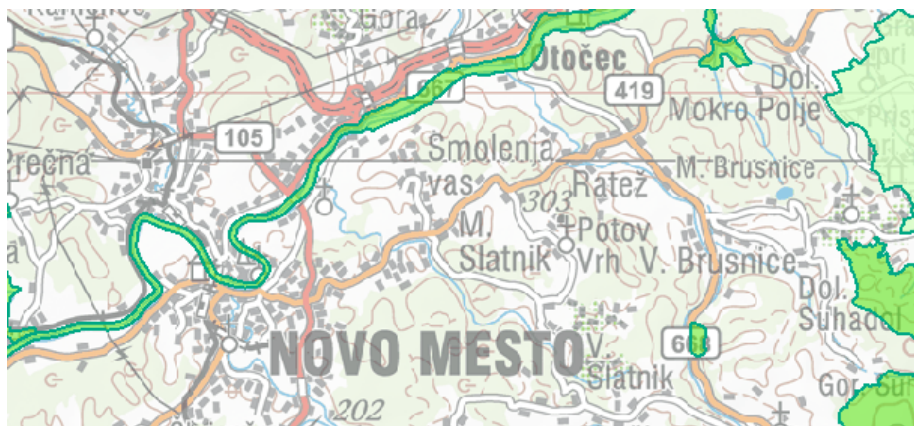 Gora
Otočec
667
419
Dol.
Mokro Polje
105
Prečna
Smolenja
vas
M. Brusnice
Ratež
303
M.
Slatnik
Potov
Vrh
V. Brusnice
Dol.
Suhadol
NOVO MESTO
668
V.
Slatnik
202